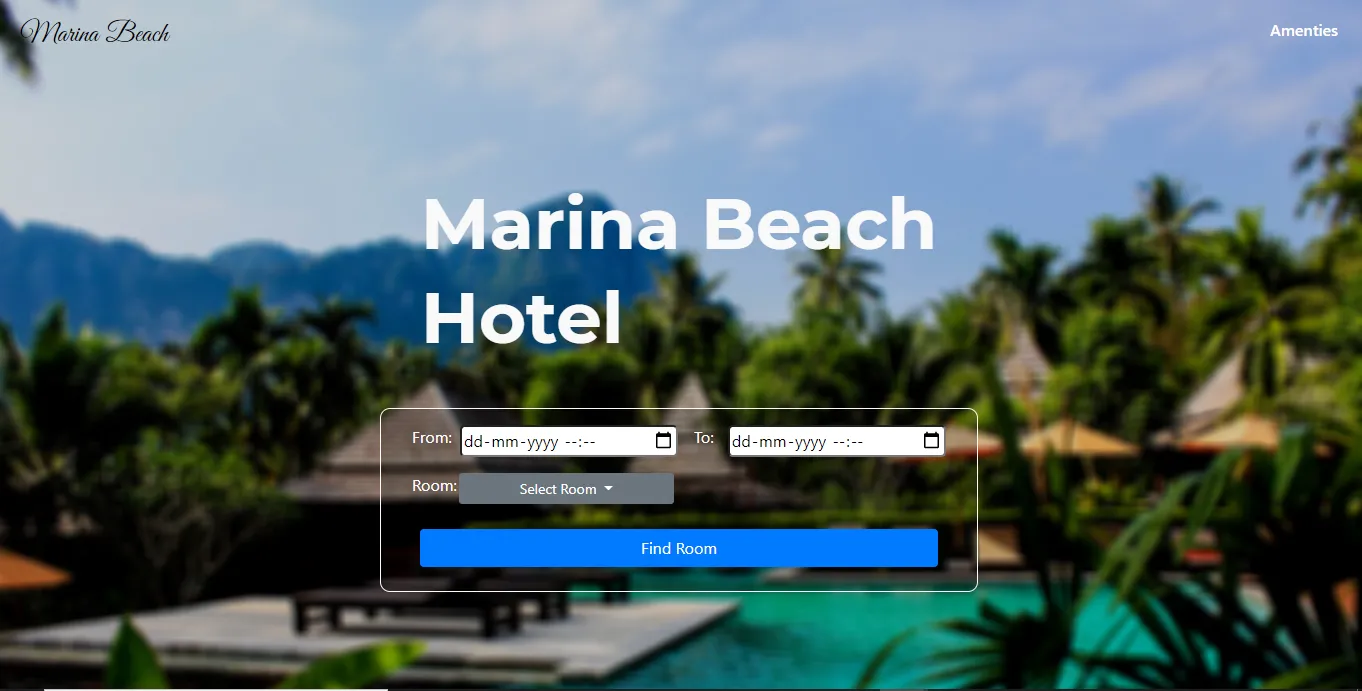 Marina Beach
Amenties
Marina Beach
Hotel
From: dd-mm-yyyy --:-- To: dd-mm-yyyy --:--
Room: Select Room
Find Room